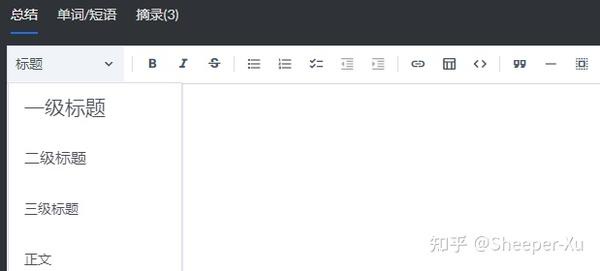 总结 单词/短语 摘录(3)
标题 B I S
一级标题
二级标题
三级标题
正文
知乎 @Sheeper-Xu